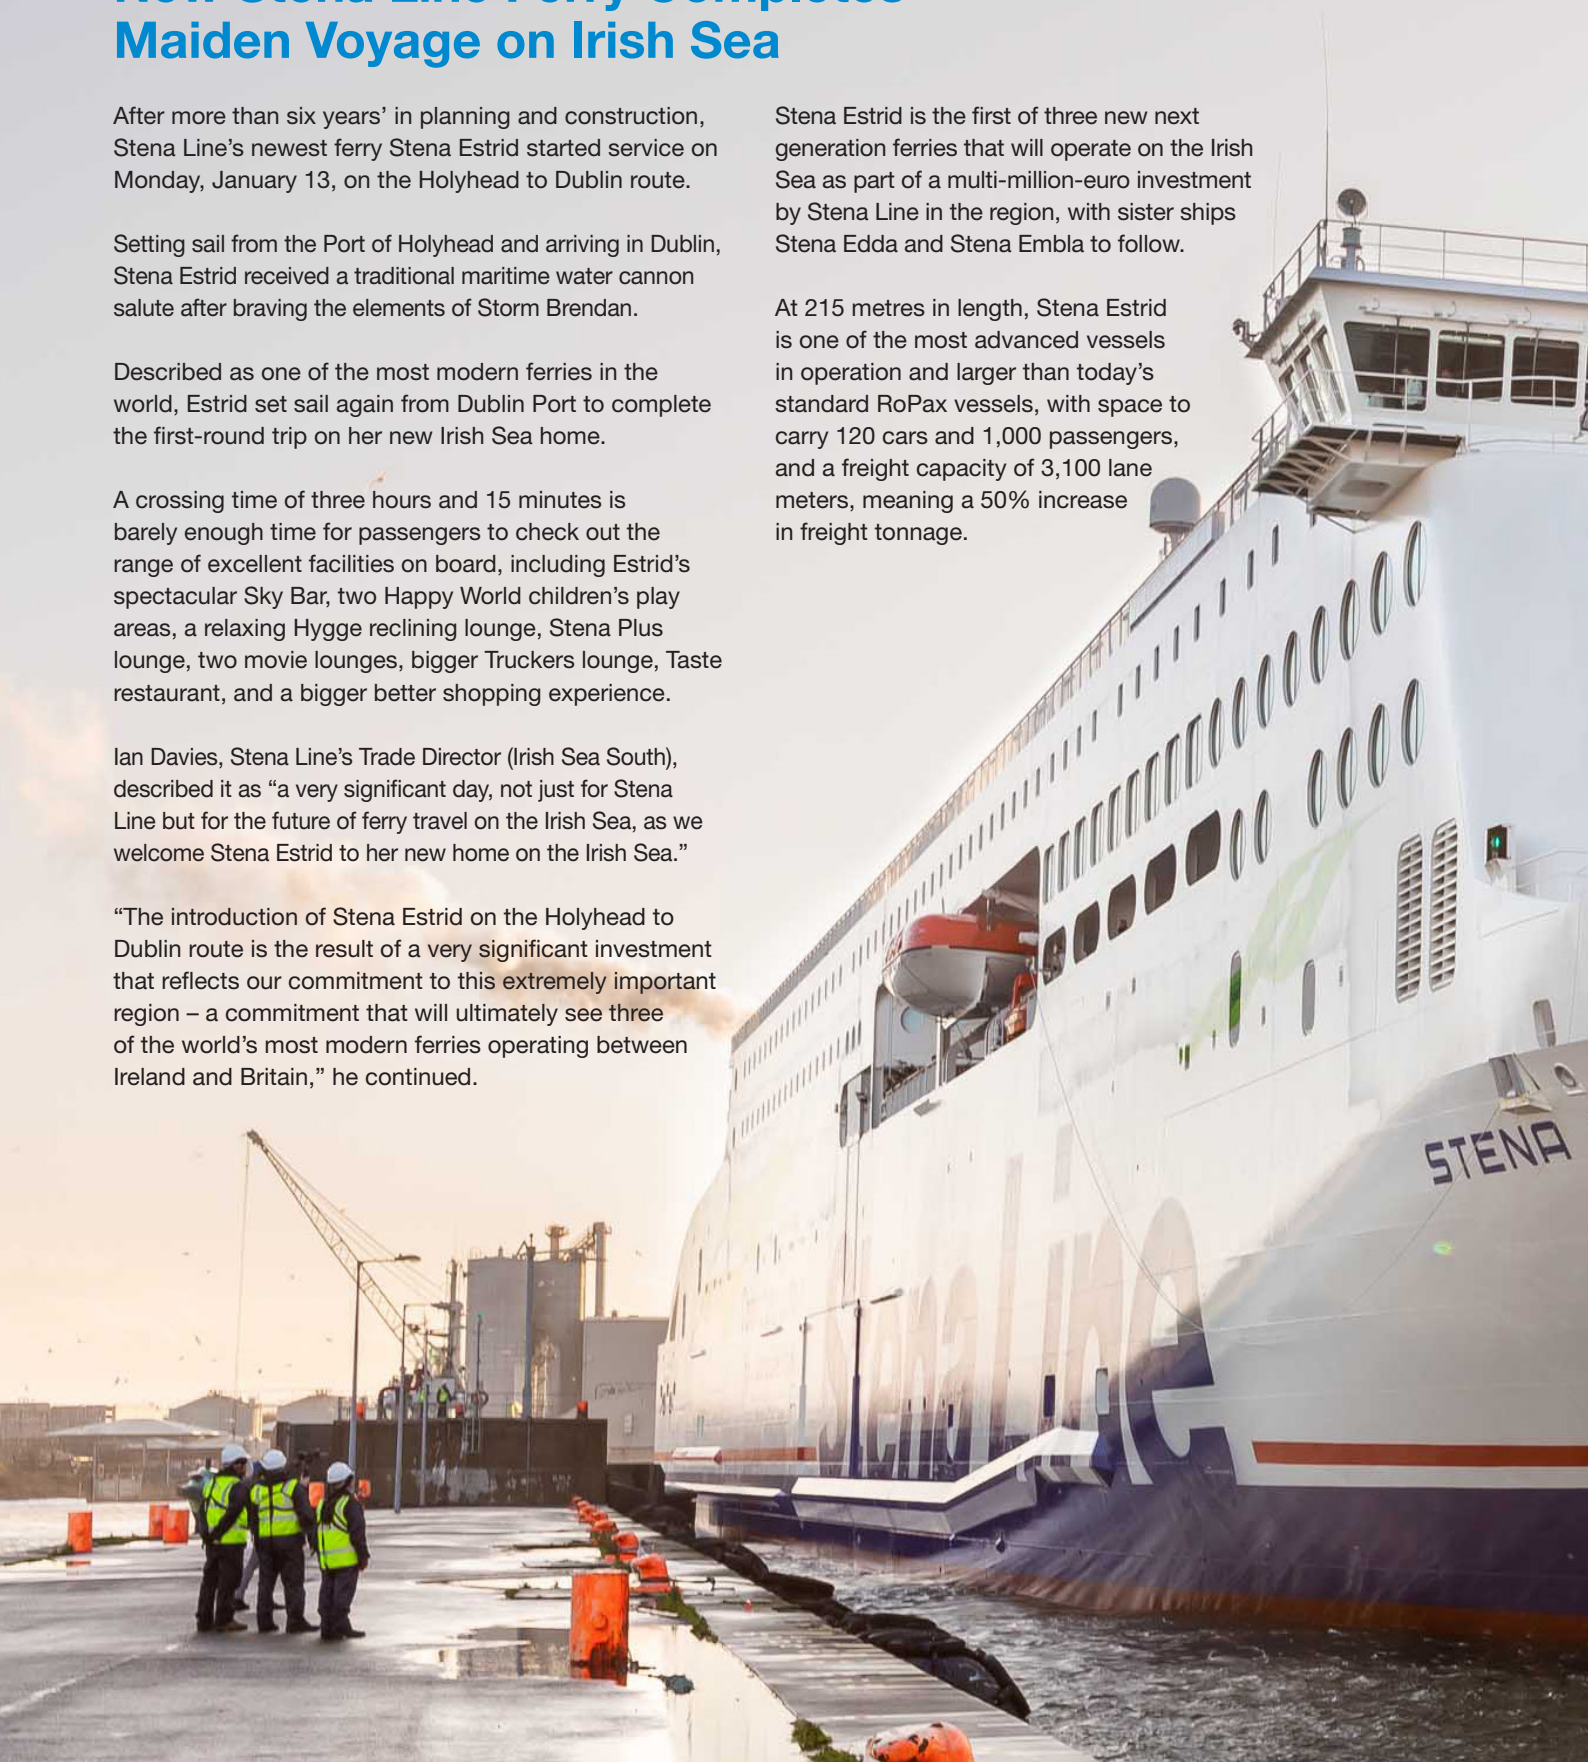 New Stena Line Ferry Completes
Maiden Voyage on Irish Sea
After more than six years’ in planning and construction,
Stena Line’s newest ferry Stena Estrid started service on
Monday, January 13, on the Holyhead to Dublin route.
Setting sail from the Port of Holyhead and arriving in Dublin,
Stena Estrid received a traditional maritime water cannon
salute after braving the elements of Storm Brendan.
Described as one of the most modern ferries in the
world, Estrid set sail again from Dublin Port to complete
the first-round trip on her new Irish Sea home.
A crossing time of three hours and 15 minutes is
barely enough time for passengers to check out the
range of excellent facilities on board, including Estrid’s
spectacular Sky Bar, two Happy World children’s play
areas, a relaxing Hygge reclining lounge, Stena Plus
lounge, two movie lounges, bigger Truckers lounge, Taste
restaurant, and a bigger better shopping experience.
Ian Davies, Stena Line’s Trade Director (Irish Sea South),
described it as “a very significant day, not just for Stena
Line but for the future of ferry travel on the Irish Sea, as we
welcome Stena Estrid to her new home on the Irish Sea.”
“The introduction of Stena Estrid on the Holyhead to
Dublin route is the result of a very significant investment
that reflects our commitment to this extremely important
region – a commitment that will ultimately see three
of the world’s most modern ferries operating between
Ireland and Britain,” he continued.
Stena Estrid is the first of three new next
generation ferries that will operate on the Irish
Sea as part of a multi-million-euro investment
by Stena Line in the region, with sister ships
Stena Edda and Stena Embla to follow.
At 215 metres in length, Stena Estrid
is one of the most advanced vessels
in operation and larger than today’s
standard RoPax vessels, with space to
carry 120 cars and 1,000 passengers,
and a freight capacity of 3,100 lane
meters, meaning a 50% increase
in freight tonnage.
STENA
Stena Line